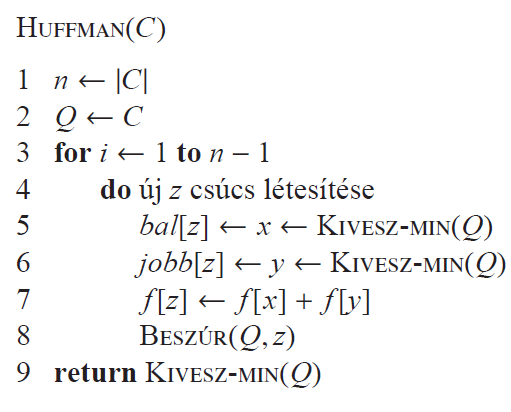 HUFFMAN(C)
1 n ← |C|
2 Q ← C
3 for i ← 1 to n − 1
4 do új z csúcs létesítése
5 bal[z] ← x ← KIVESZ-MIN(Q)
6 jobb[z] ← y ← KIVESZ-MIN(Q)
7 f[z] ← f[x] + f[y]
8 BESZÚR(Q, z)
9 return KIVESZ-MIN(Q)